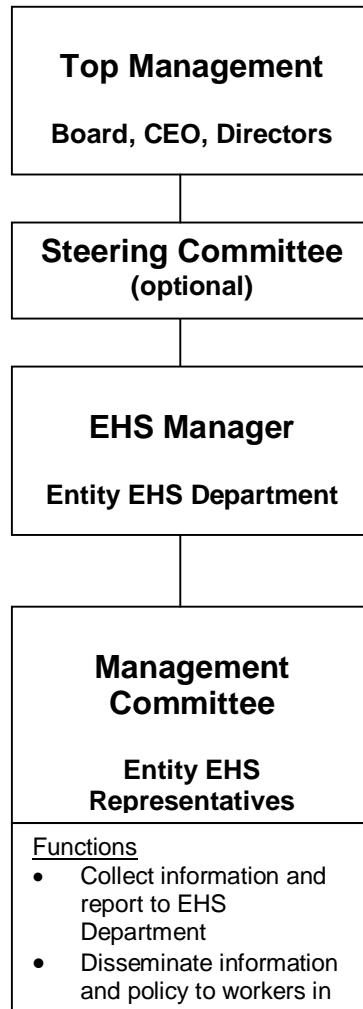 Top Management
Board, CEO, Directors
Steering Committee
(optional)
EHS Manager
Entity EHS Department
Management
Committee
Entity EHS
Representatives
Functions
• Collect information and
report to EHS
Department
• Disseminate information
and policy to workers in